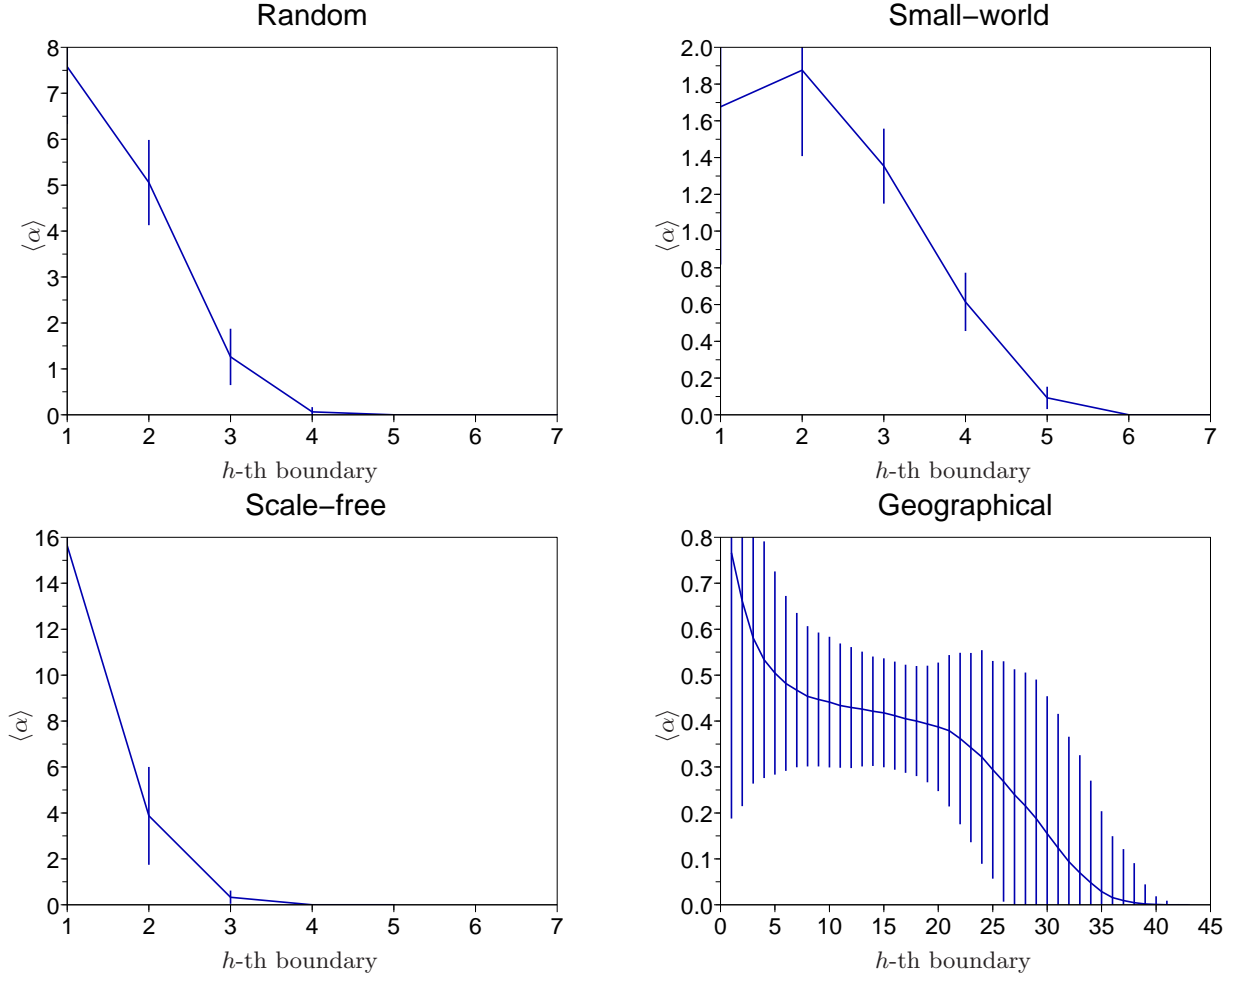 Random
8
7
6
5
4
3
2
1
0
⟨α⟩
1 2 3 4 5 6 7
h-th boundary
Small−world
2.0
1.8
1.6
1.4
1.2
1.0
0.8
0.6
0.4
0.2
0.0
⟨α⟩
1 2 3 4 5 6 7
h-th boundary
Scale−free
16
14
12
10
8
6
4
2
0
⟨α⟩
1 2 3 4 5 6 7
h-th boundary
Geographical
0.8
0.7
0.6
0.5
0.4
0.3
0.2
0.1
0.0
⟨α⟩
0 5 10 15 20 25 30 35 40 45
h-th boundary